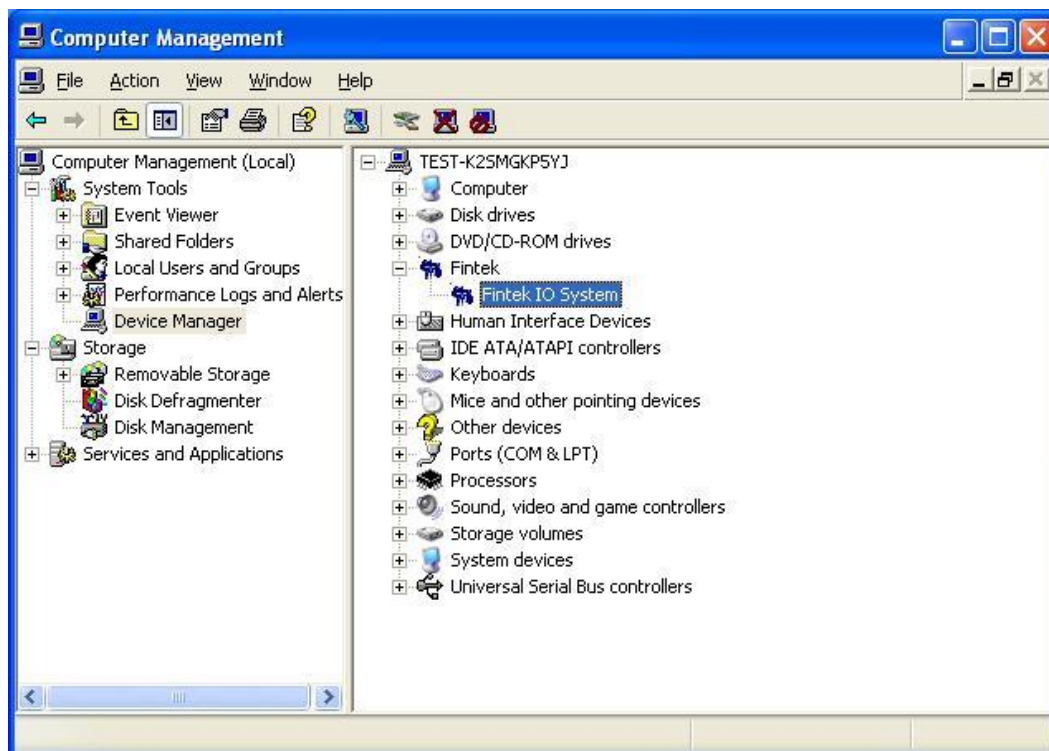 Computer Management
File Action View Window Help
Computer Management (Local)
System Tools
Event Viewer
Shared Folders
Local Users and Groups
Performance Logs and Alerts
Device Manager
Storage
Removable Storage
Disk Defragmenter
Disk Management
Services and Applications
TEST-K2SMGKP5YJ
Computer
Disk drives
DVD/CD-ROM drives
Fintek
Fintek IO System
Human Interface Devices
IDE ATA/ATAPI controllers
Keyboards
Mice and other pointing devices
Other devices
Ports (COM & LPT)
Processors
Sound, video and game controllers
Storage volumes
System devices
Universal Serial Bus controllers